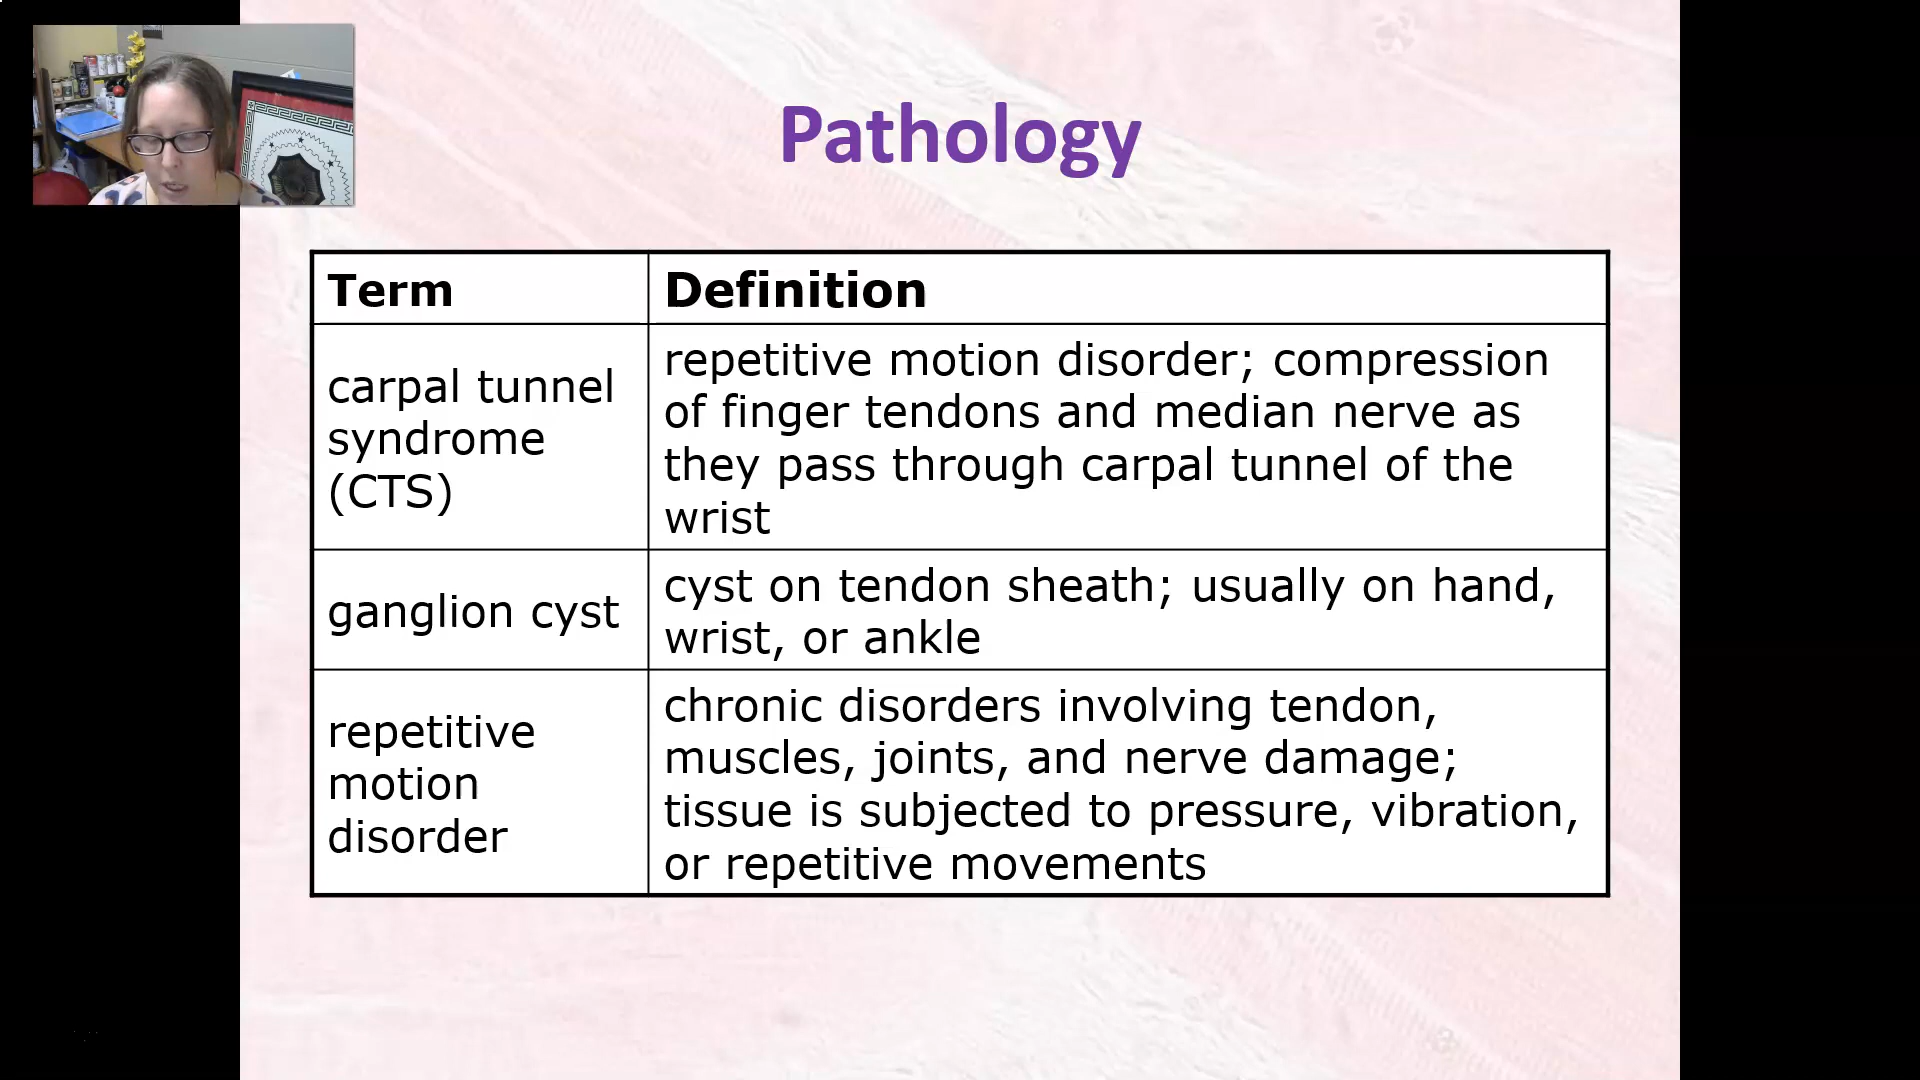 Pathology
Term
Definition
carpal tunnel
syndrome
(CTS)
repetitive motion disorder; compression
of finger tendons and median nerve as
they pass through carpal tunnel of the
wrist
ganglion cyst
cyst on tendon sheath; usually on hand,
wrist, or ankle
repetitive
motion
disorder
chronic disorders involving tendon,
muscles, joints, and nerve damage;
tissue is subjected to pressure, vibration,
or repetitive movements